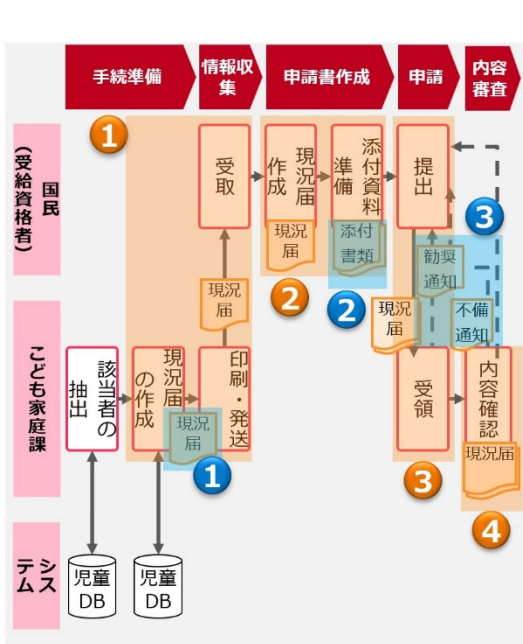 手続準備
情報収
集
申請書作成
申請
内容
審査
1
国民
(受給資格者)
受取
現況届
作成
添付資料
準備
提出
現況
届
添付
書類
勧奨
通知
3
不備
通知
現況
届
2
2
現況
届
こども家庭課
該当者の
抽出
現況届
の作成
印刷・発送
現況
届
1
受領
内容確認
現況届
3
4
システム
児童
DB
児童
DB